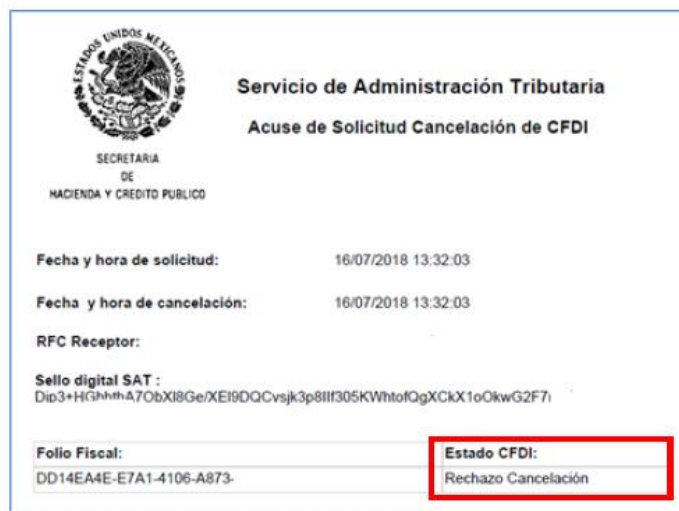 ESTADOS UNIDOS MEXICANOS
SECRETARIA
DE
HACIENDA Y CREDITO PUBLICO
Servicio de Administración Tributaria
Acuse de Solicitud Cancelación de CFDI
Fecha y hora de solicitud: 16/07/2018 13:32:03
Fecha y hora de cancelación: 16/07/2018 13:32:03
RFC Receptor:
Sello digital SAT :
Folio Fiscal: Estado CFDI:
DD14EA4E-E7A1-4106-A873- Rechazo Cancelación